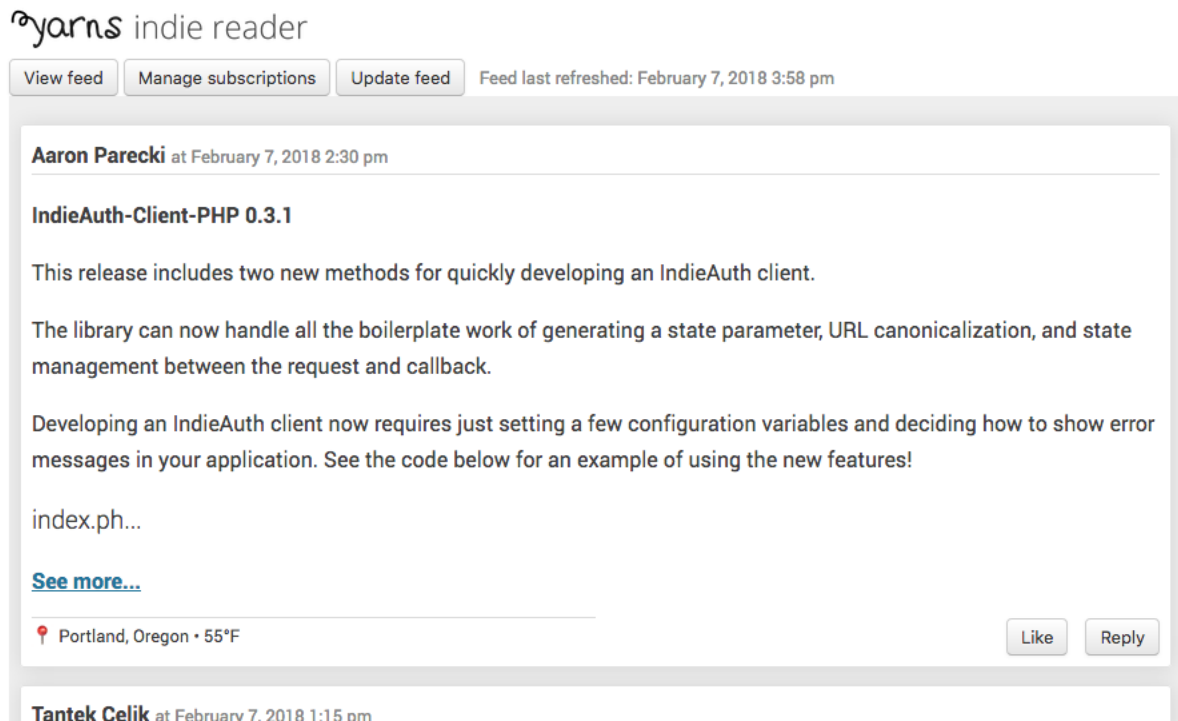 yarns indie reader
View feed Manage subscriptions Update feed Feed last refreshed: February 7, 2018 3:58 pm
Aaron Parecki at February 7, 2018 2:30 pm
IndieAuth-Client-PHP 0.3.1
This release includes two new methods for quickly developing an IndieAuth client.
The library can now handle all the boilerplate work of generating a state parameter, URL canonicalization, and state
management between the request and callback.
Developing an IndieAuth client now requires just setting a few configuration variables and deciding how to show error
messages in your application. See the code below for an example of using the new features!
index.ph...
See more...
Portland, Oregon • 55°F Like Reply
Tantek Çelik at February 7, 2018 1:15 pm